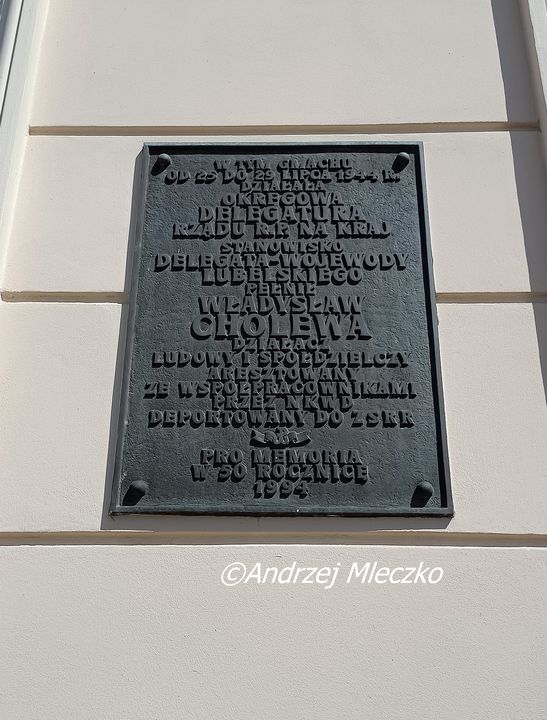 W TYM GMACHU
OD 25 DO 29 LIPCA 1944 R.
DZIAŁAŁA
OKRĘGOWA
DELEGATURA
RZĄDU R.P. NA KRAJ
STANOWISKO
DELEGATA-WOJEWODY
LUBELSKIEGO
PEŁNIŁ
WŁADYSŁAW
CHOLEWA
DZIAŁACZ
LUDOWY I SPÓŁDZIELCZY
ARESZTOWANY
ZE WSPÓŁPRACOWNIKAMI
PRZEZ NKWD
DEPORTOWANY DO ZSRR
PRO MEMORIA
W 50 ROCZNICĘ
1994
©Andrzej Mleczko